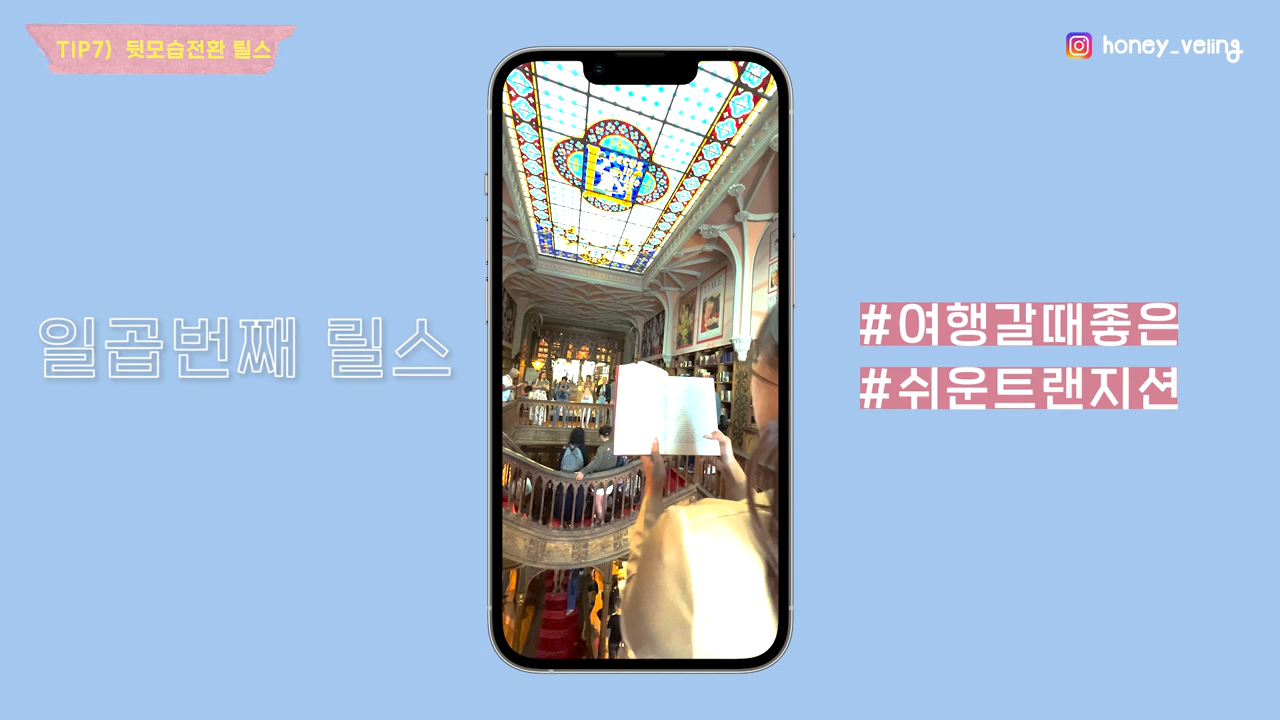 TIP7) 뒷모습전환 릴스
honey_veling
일곱번째 릴스
#여행갈때좋은
#쉬운트랜지션